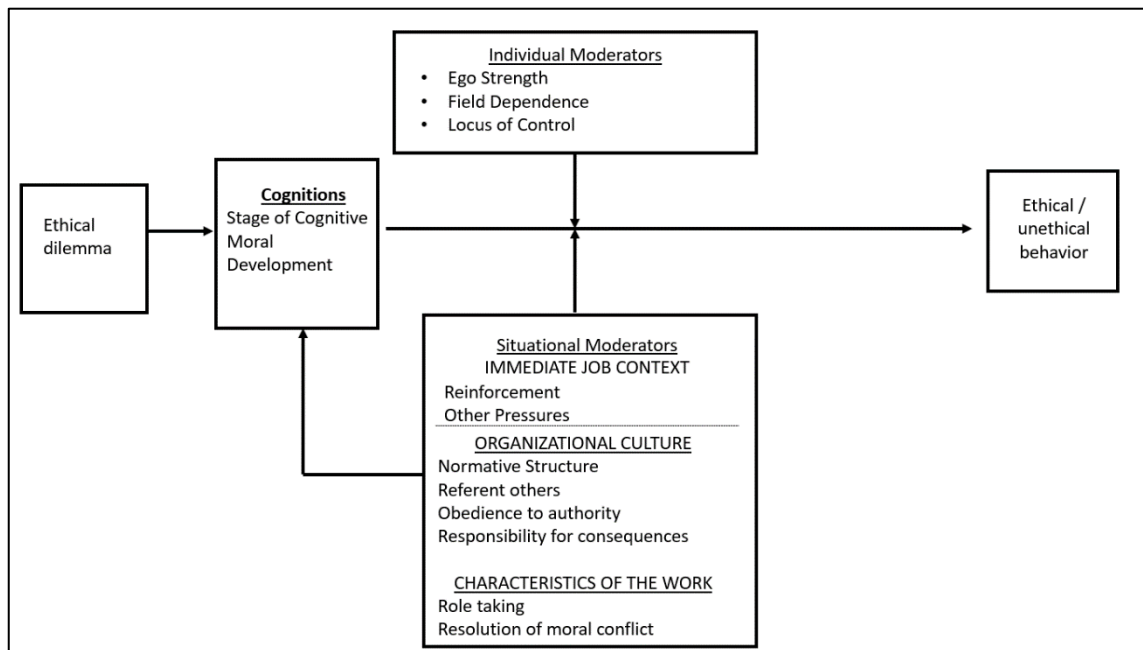 Individual Moderators
• Ego Strength
• Field Dependence
• Locus of Control
Ethical
dilemma
Cognitions
Stage of Cognitive
Moral
Development
Ethical /
unethical
behavior
Situational Moderators
IMMEDIATE JOB CONTEXT
Reinforcement
Other Pressures
ORGANIZATIONAL CULTURE
Normative Structure
Referent others
Obedience to authority
Responsibility for consequences
CHARACTERISTICS OF THE WORK
Role taking
Resolution of moral conflict